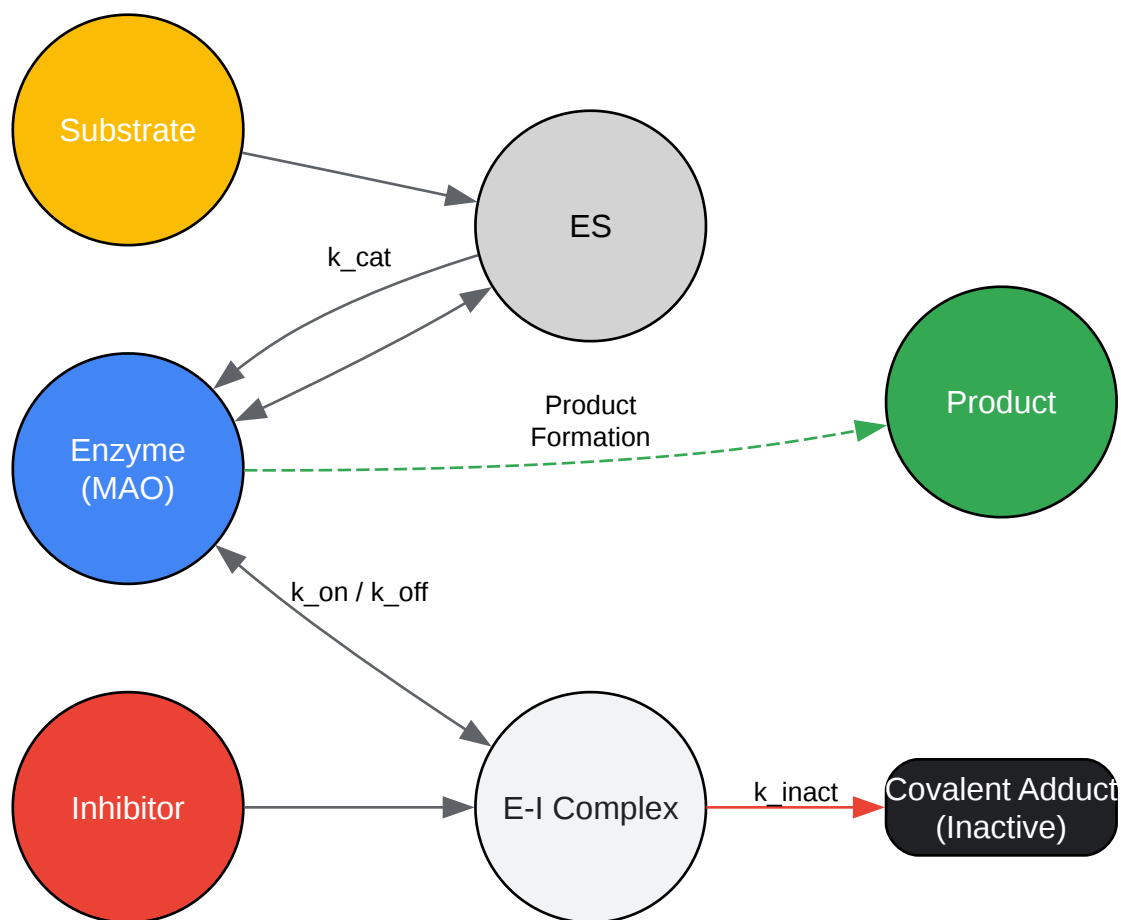 Substrate
ES
k_cat
Product
Formation
Product
Enzyme
(MAO)
k_on / k_off
Inhibitor
E-I Complex
k_inact
Covalent Adduct
(Inactive)